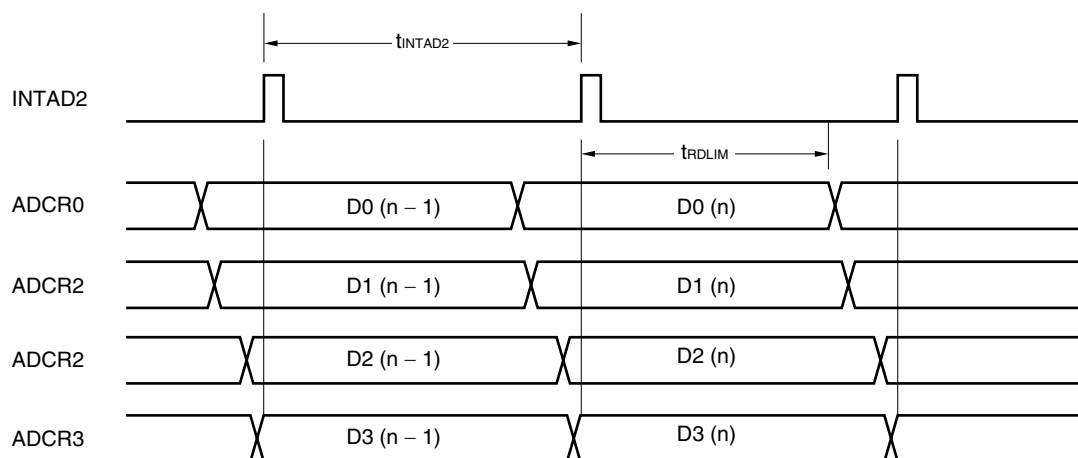 tINTAD2
INTAD2
tRDLIM
ADCR0
D0 (n – 1)
D0 (n)
ADCR2
D1 (n – 1)
D1 (n)
ADCR2
D2 (n – 1)
D2 (n)
ADCR3
D3 (n – 1)
D3 (n)